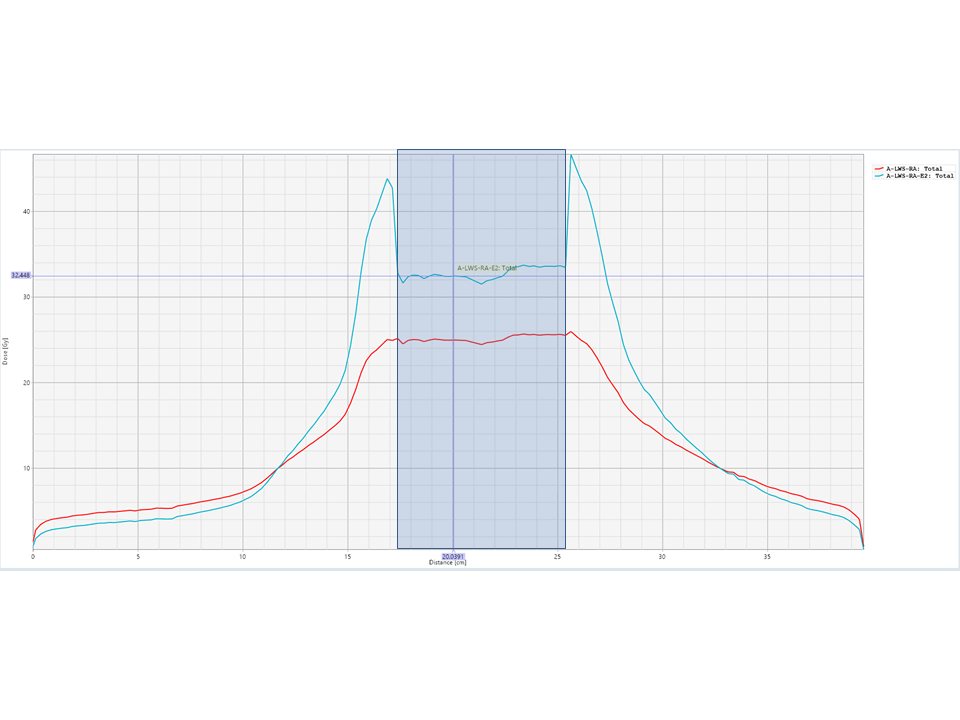 A-LWS-RA: Total
A-LWS-RA-E2: Total
40
32.448
A-LWS-RA-E2: Total
30
Dose [Gy]
20
10
0 5 10 15 20.0391 25 30 35
Distance [cm]